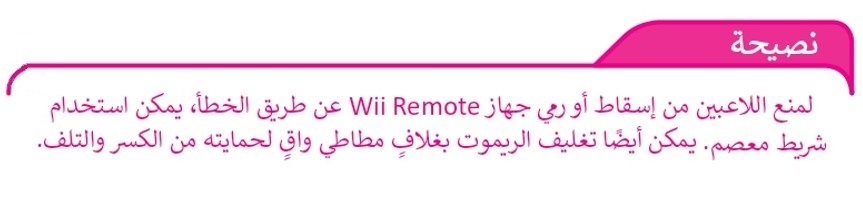 نصيحة
لمنع اللاعبين من إسقاط أو رمي جهاز Wii Remote عن طريق الخطأ، يمكن استخدام
شريط معصم. يمكن أيضًا تغليف الريموت بغلافٍ مطاطي واقٍ لحمايته من الكسر والتلف.